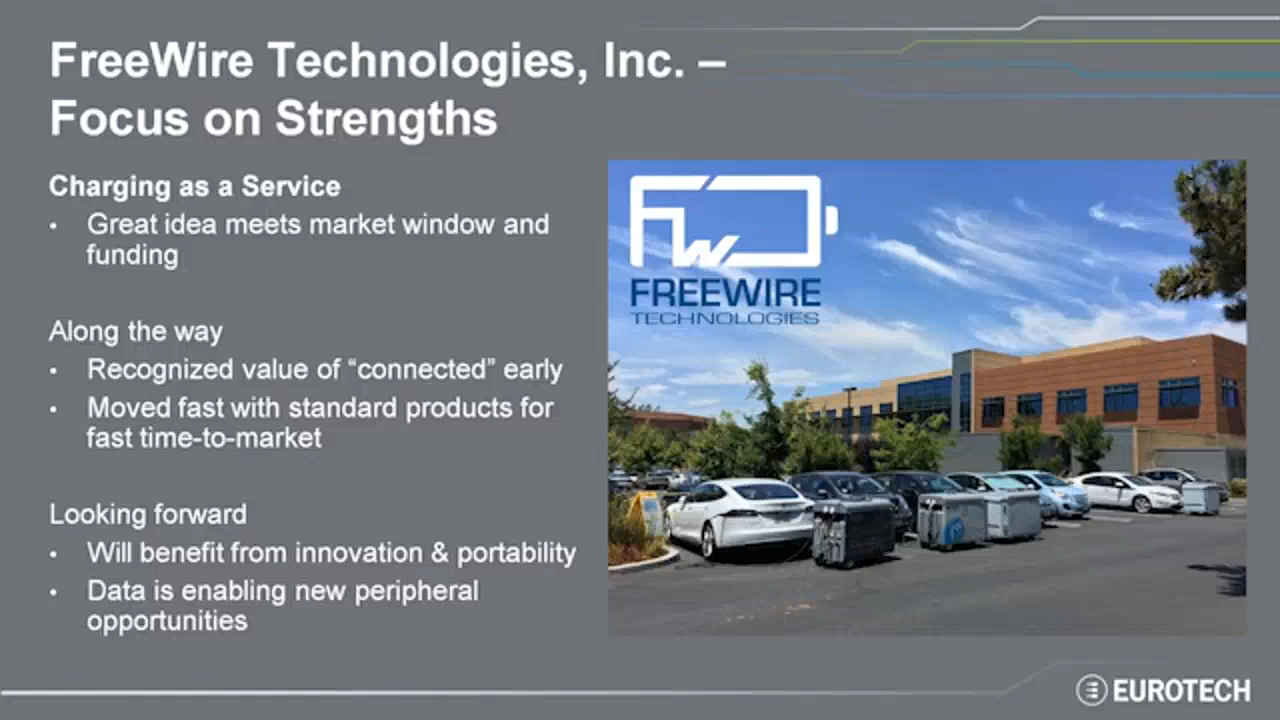 FreeWire Technologies, Inc. –
Focus on Strengths
Charging as a Service
• Great idea meets market window and
funding
Along the way
• Recognized value of “connected” early
• Moved fast with standard products for
fast time-to-market
Looking forward
• Will benefit from innovation & portability
• Data is enabling new peripheral
opportunities
FW
FREEWIRE
TECHNOLOGIES
EUROTECH